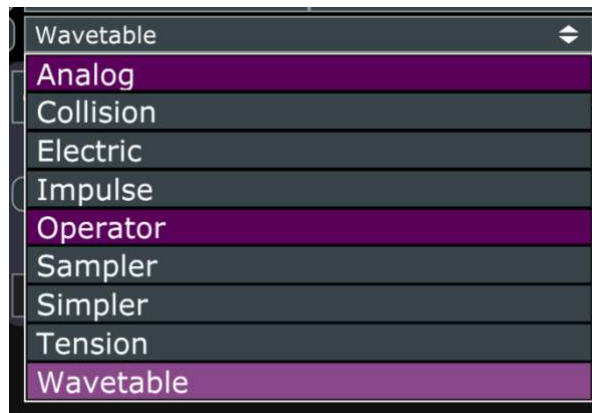 Wavetable
Analog
Collision
Electric
Impulse
Operator
Sampler
Simpler
Tension
Wavetable